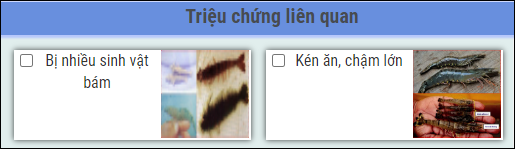 Triệu chứng liên quan
Bị nhiều sinh vật
bám
Kén ăn, chậm lớn